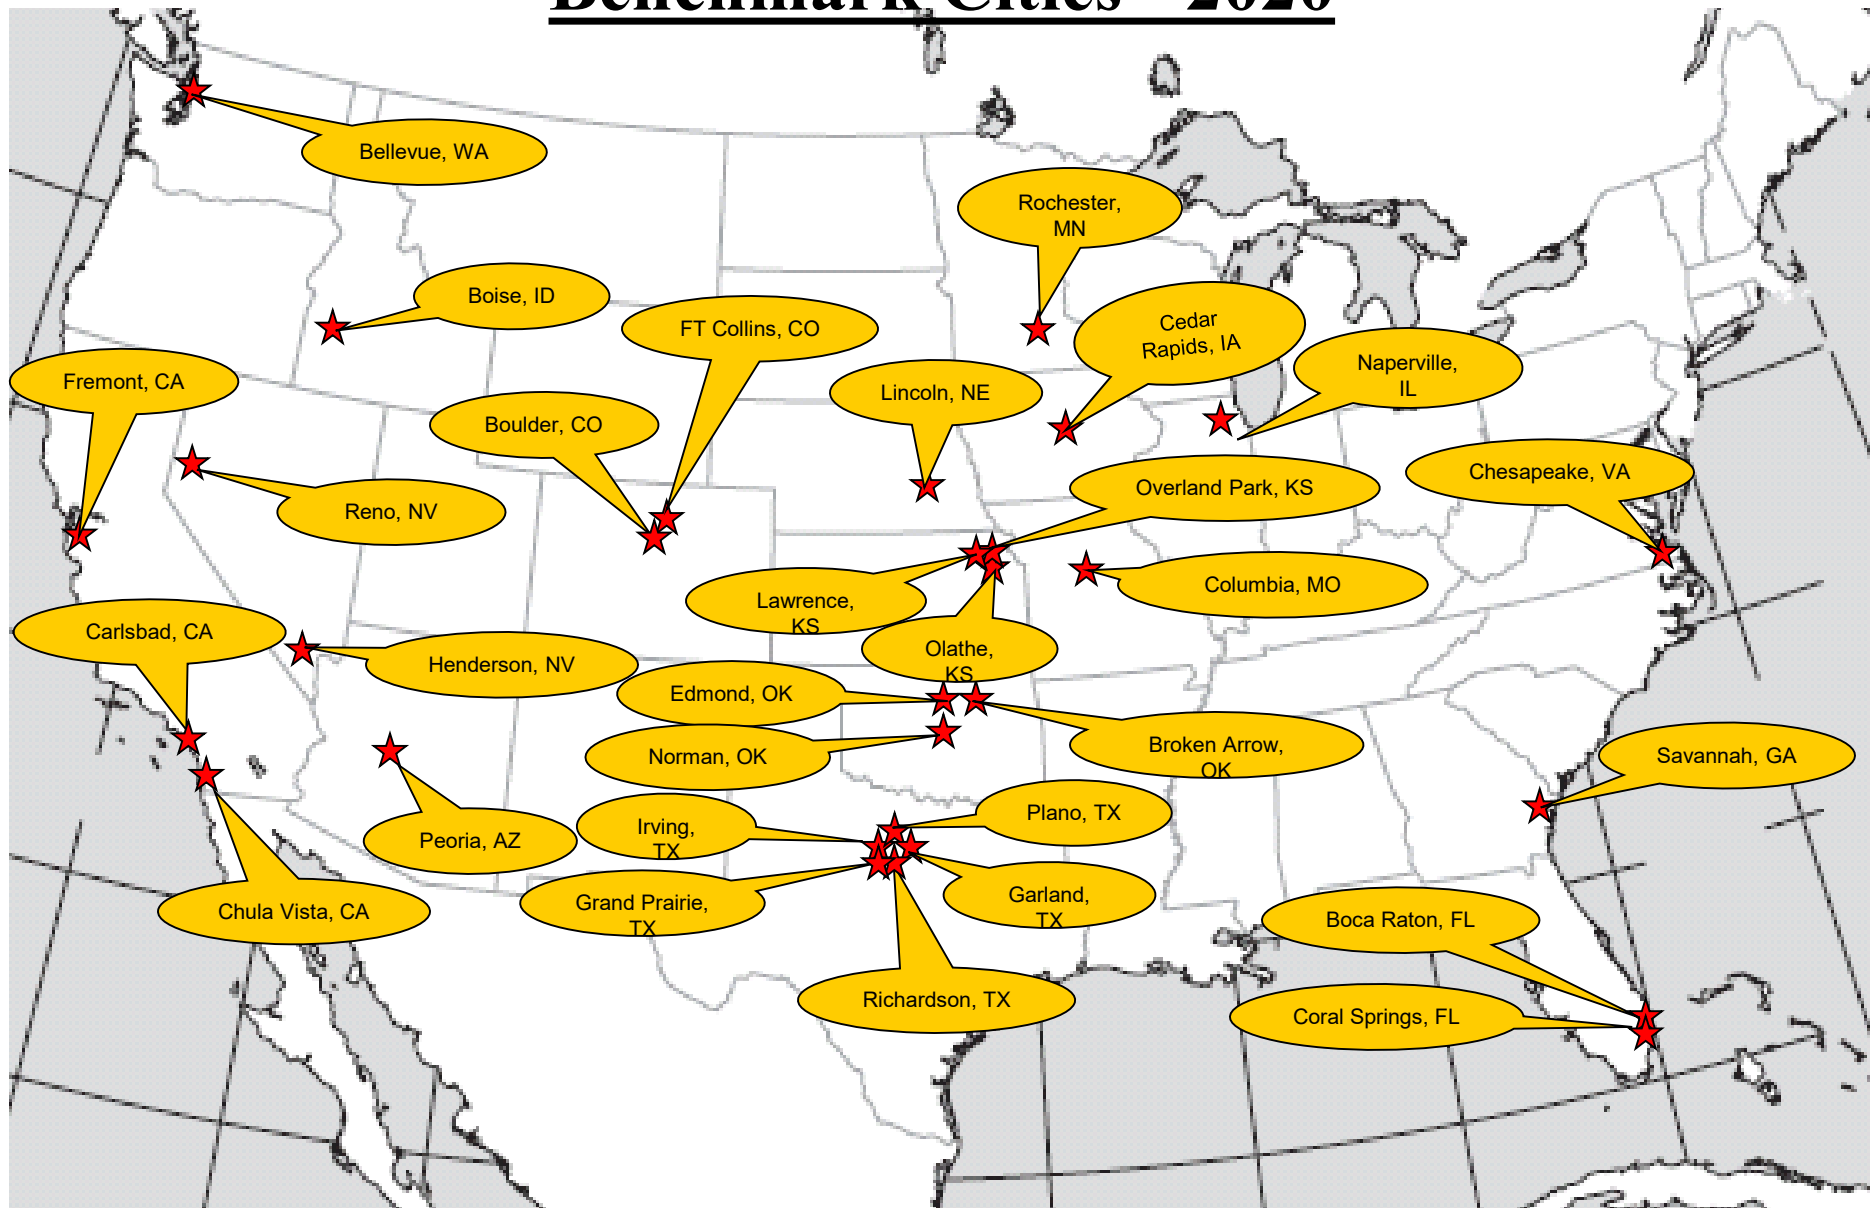 Benchmark Cities - 2020
Bellevue, WA
Rochester,
MN
Boise, ID
FT Collins, CO
Cedar
Rapids, IA
Naperville,
IL
Fremont, CA
Lincoln, NE
Boulder, CO
Chesapeake, VA
Overland Park, KS
Reno, NV
Columbia, MO
Lawrence,
KS
Carlsbad, CA
Olathe,
KS
Henderson, NV
Edmond, OK
Norman, OK
Broken Arrow,
OK
Savannah, GA
Plano, TX
Irving,
TX
Peoria, AZ
Grand Prairie,
TX
Garland,
TX
Chula Vista, CA
Boca Raton, FL
Richardson, TX
Coral Springs, FL